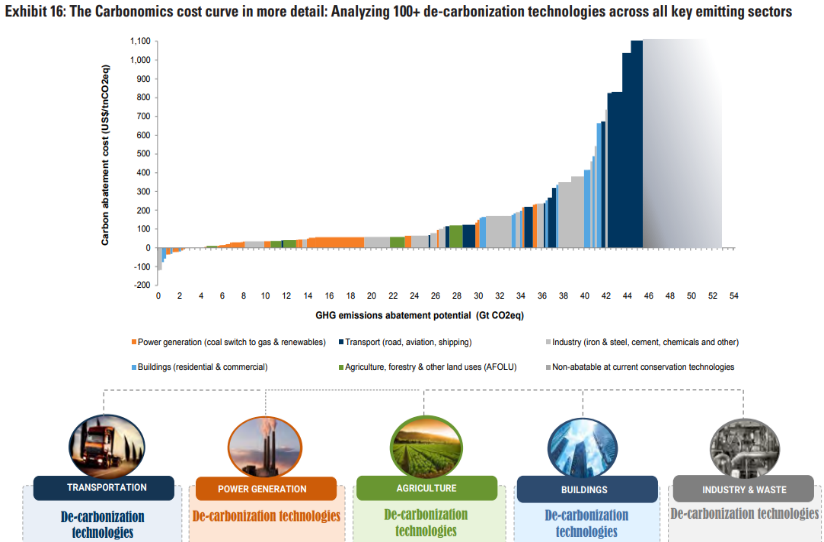 Exhibit 16: The Carbonomics cost curve in more detail: Analyzing 100+ de-carbonization technologies across all key emitting sectors
Carbon abatement cost (US$/tnCO2eq)
1,100
1,000
900
800
700
600
500
400
300
200
100
0
-100
-200
0 2 4 6 8 10 12 14 16 18 20 22 24 26 28 30 32 34 36 38 40 42 44 46 48 50 52 54
GHG emissions abatement potential (Gt CO2eq)
Power generation (coal switch to gas & renewables) Transport (road, aviation, shipping) Industry (iron & steel, cement, chemicals and other)
Buildings (residential & commercial) Agriculture, forestry & other land uses (AFOLU) Non-abatable at current conservation technologies
TRANSPORTATION POWER GENERATION AGRICULTURE BUILDINGS INDUSTRY & WASTE
De-carbonization technologies
De-carbonization technologies
De-carbonization technologies
De-carbonization technologies
De-carbonization technologies